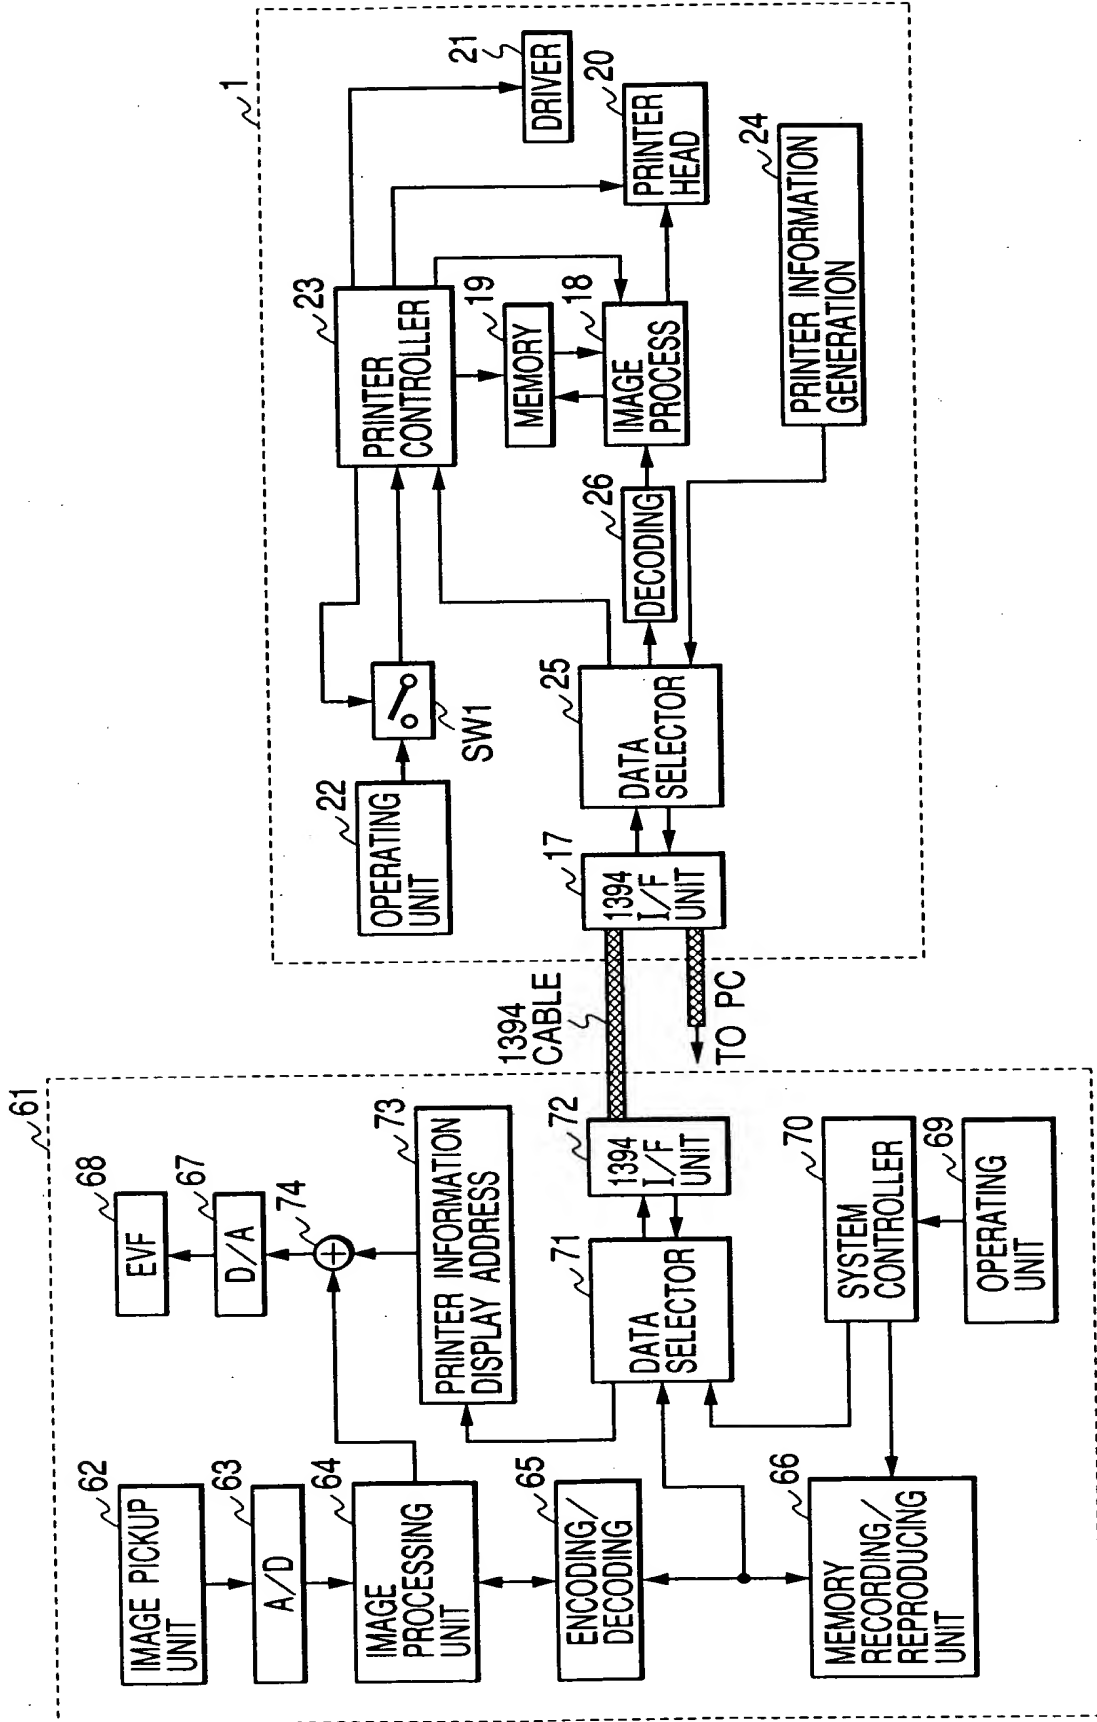 61
62
IMAGE PICKUP
UNIT
63
A/D
64
IMAGE
PROCESSING
UNIT
65
ENCODING/
DECODING
66
MEMORY
RECORDING/
REPRODUCING
UNIT
68
EVF
67
D/A
74
73
PRINTER INFORMATION
DISPLAY ADDRESS
71
DATA
SELECTOR
72
1394
I/F
UNIT
70
SYSTEM
CONTROLLER
69
OPERATING
UNIT
1394
CABLE
TO PC
1
22
OPERATING
UNIT
SW1
23
PRINTER
CONTROLLER
21
DRIVER
20
PRINTER
HEAD
19
MEMORY
18
IMAGE
PROCESS
26
DECODING
25
DATA
SELECTOR
17
1394
I/F
UNIT
24
PRINTER INFORMATION
GENERATION